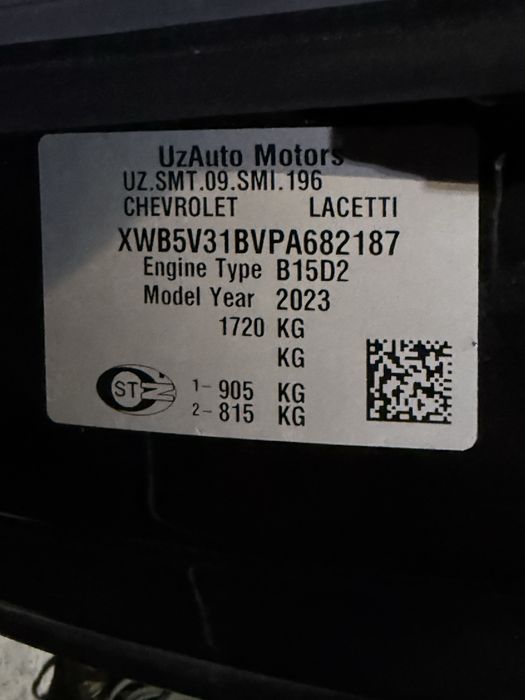 UzAuto Motors
UZ.SMT.09.SMI.196
CHEVROLET LACETTI
XWB5V31BVPA682187
Engine Type B15D2
Model Year 2023
1720 KG
KG
1- 905 KG
2- 815 KG
ST